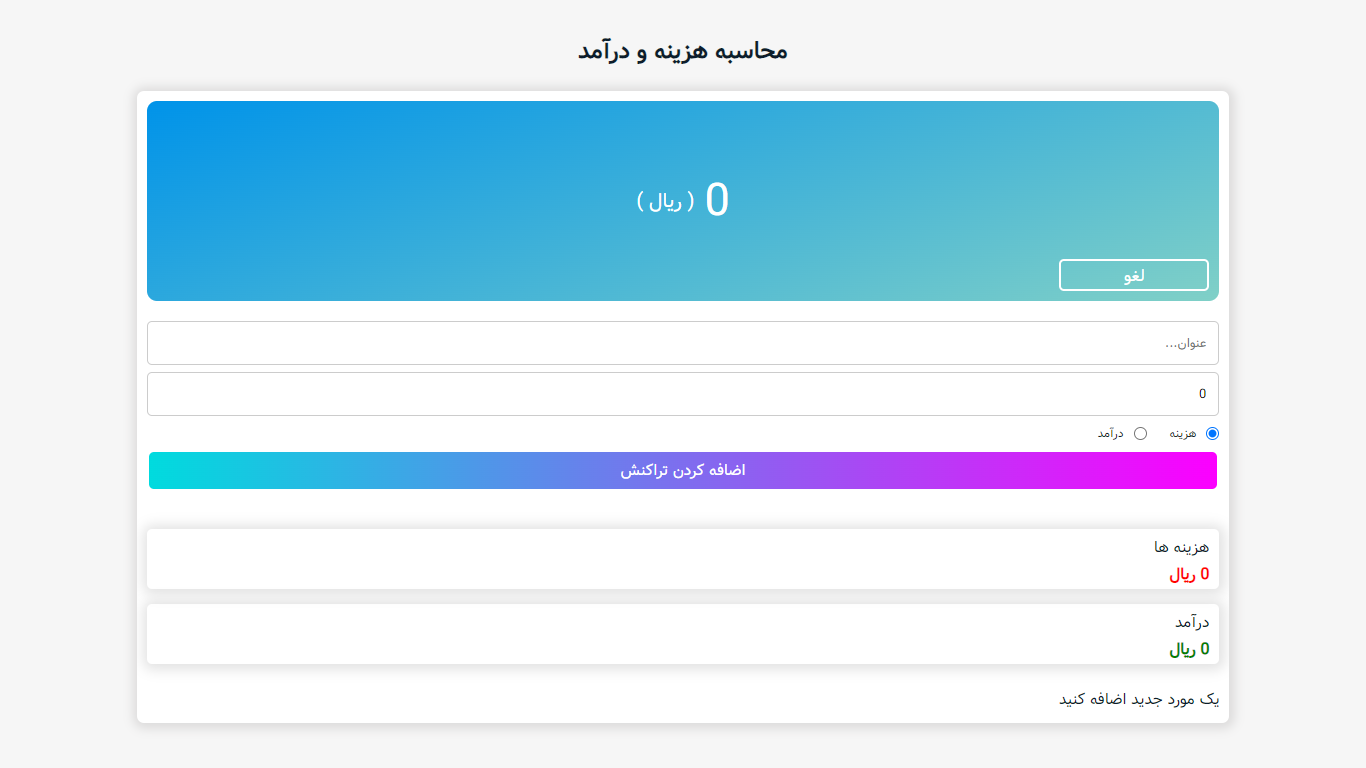 محاسبه هزینه و درآمد
0 ( ریال )
لغو
عنوان...
0
هزینه درآمد
اضافه کردن تراکنش
هزینه ها
0 ریال
درآمد
0 ریال
یک مورد جدید اضافه کنید